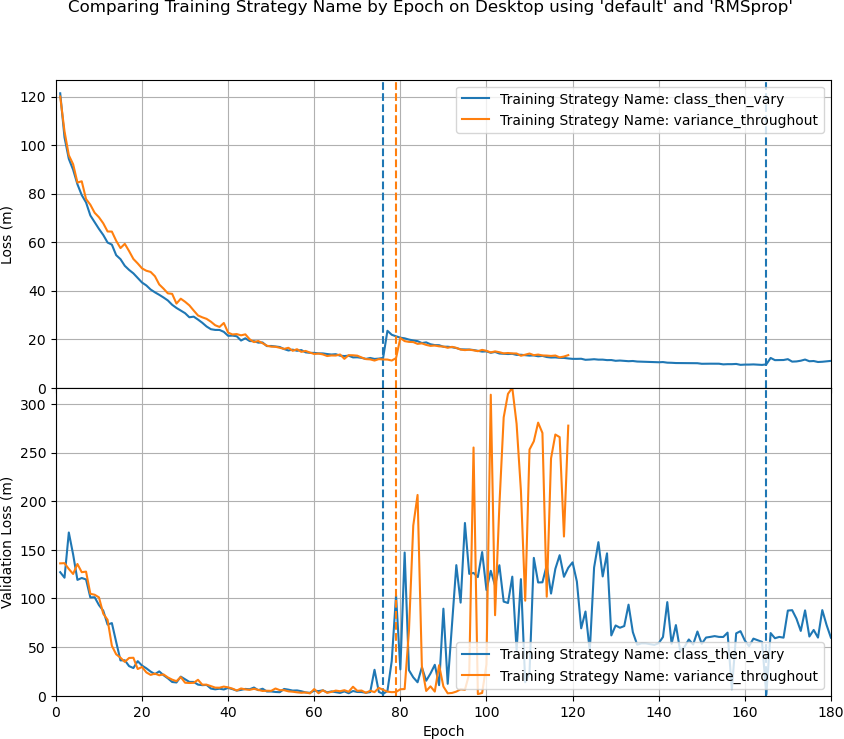 Comparing Training Strategy Name by Epoch on Desktop using 'default' and 'RMSprop'
Training Strategy Name: class_then_vary
Training Strategy Name: variance_throughout
Loss (m)
120
100
80
60
40
20
0
Validation Loss (m)
300
250
200
150
100
50
0
Training Strategy Name: class_then_vary
Training Strategy Name: variance_throughout
0 20 40 60 80 100 120 140 160 180
Epoch